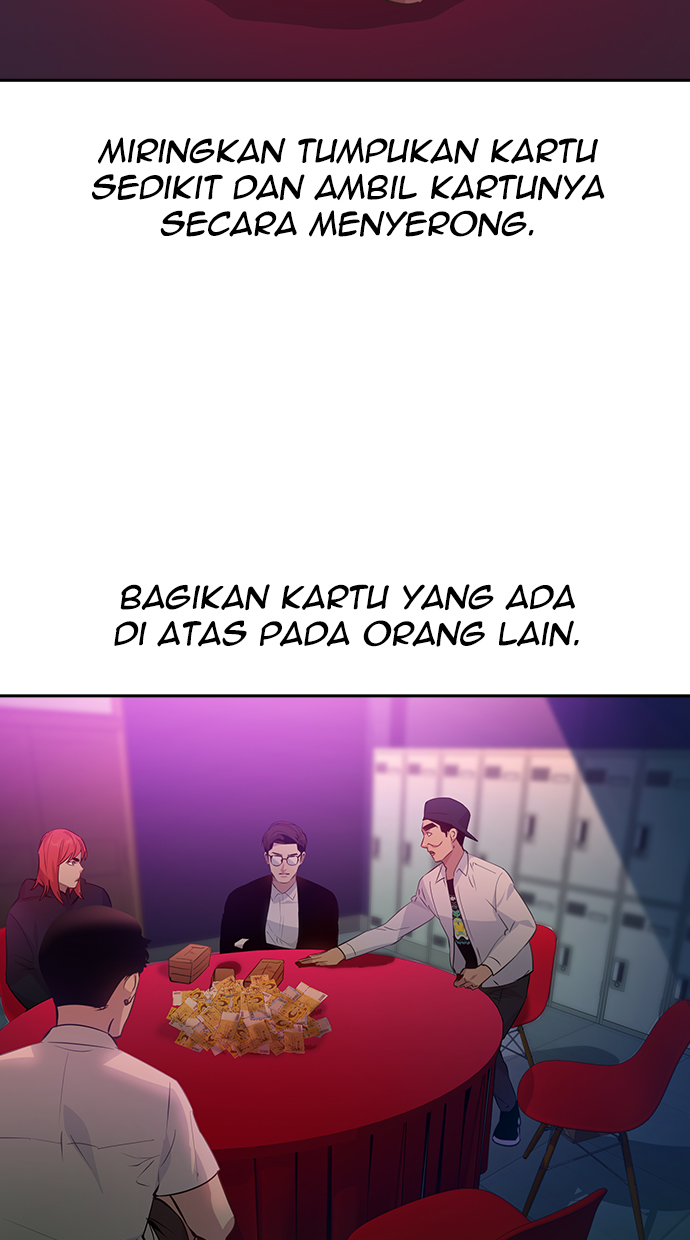 MIRINGKAN TUMPUKAN KARTU
SEDIKIT DAN AMBIL KARTUNYA
SECARA MENYERONG.
BAGIKAN KARTU YANG ADA
DI ATAS PADA ORANG LAIN.